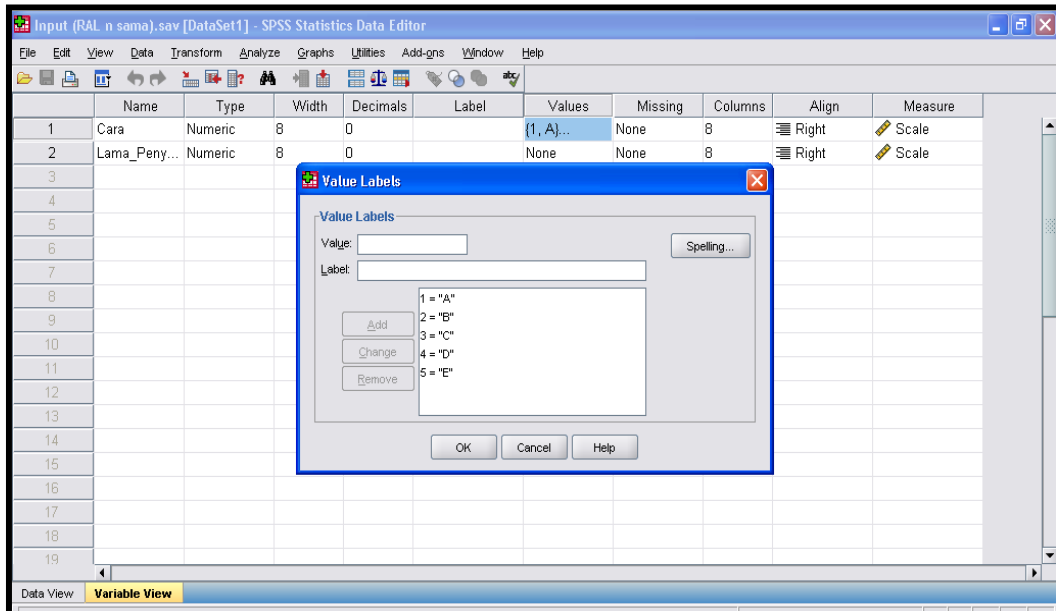 Input (RAL n sama).sav [DataSet1] - SPSS Statistics Data Editor
File Edit View Data Transform Analyze Graphs Utilities Add-ons Window Help
Name Type Width Decimals Label Values Missing Columns Align Measure
1 Cara Numeric 8 0 {1, A}... None 8 Right Scale
2 Lama_Peny... Numeric 8 0 None None 8 Right Scale
3
4
5
6
7
8
9
10
11
12
13
14
15
16
17
18
19
Value Labels
Value Labels
Value:
Spelling...
Label:
1 = "A"
2 = "B"
3 = "C"
4 = "D"
5 = "E"
Add
Change
Remove
OK Cancel Help
Data View Variable View